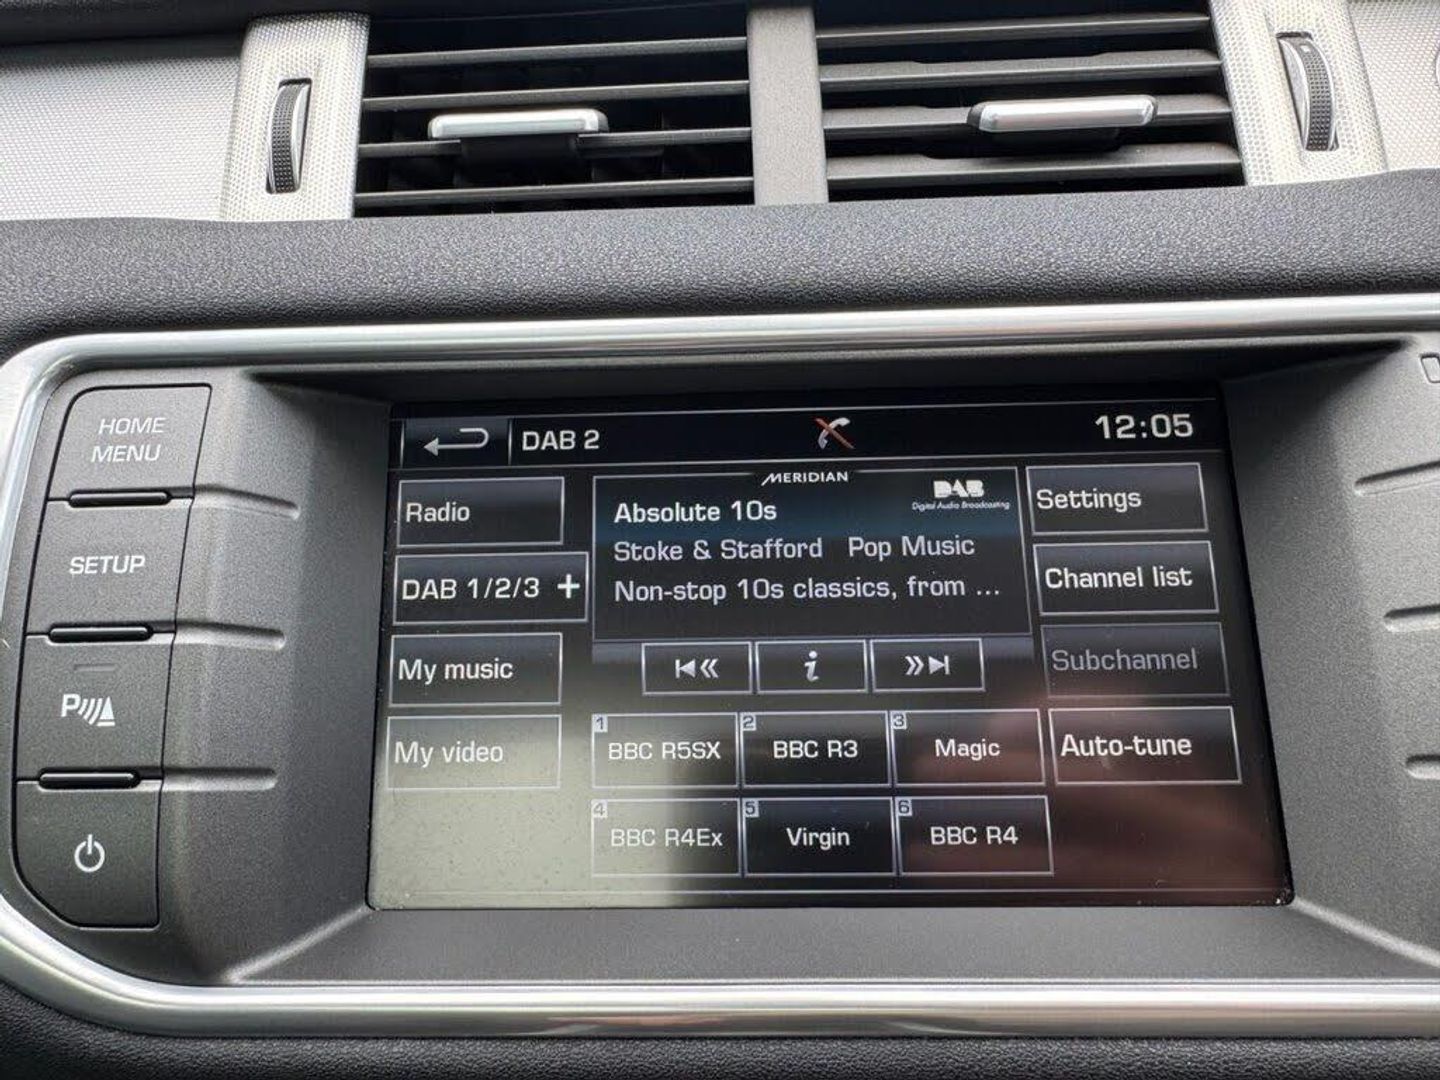 HOME
MENU
SETUP
P
DAB 2
12:05
MERIDIAN
Radio
Absolute 10s
DAB
Digital Audio Broadcasting
Settings
Stoke & Stafford Pop Music
DAB 1/2/3 +
Non-stop 10s classics, from ...
Channel list
My music
i
Subchannel
My video
1 BBC R5SX
2 BBC R3
3 Magic
Auto-tune
4 BBC R4Ex
5 Virgin
6 BBC R4